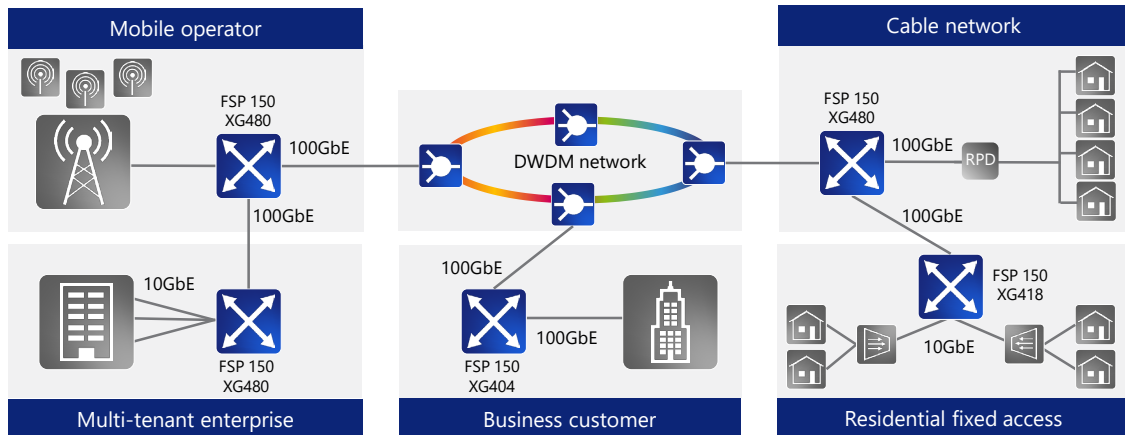 Mobile operator
FSP 150
XG480
100GbE
100GbE
10GbE
FSP 150
XG480
Multi-tenant enterprise
DWDM network
100GbE
100GbE
FSP 150
XG404
Business customer
Cable network
FSP 150
XG480
100GbE
RPD
100GbE
FSP 150
XG418
10GbE
Residential fixed access